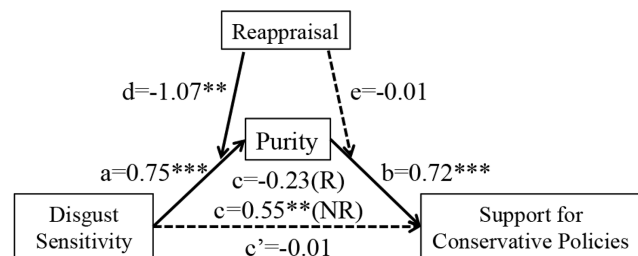 Reappraisal
d=-1.07**
e=-0.01
Purity
a=0.75***
b=0.72***
c=-0.23(R)
c=0.55**(NR)
Disgust
Sensitivity
c’=-0.01
Support for
Conservative Policies